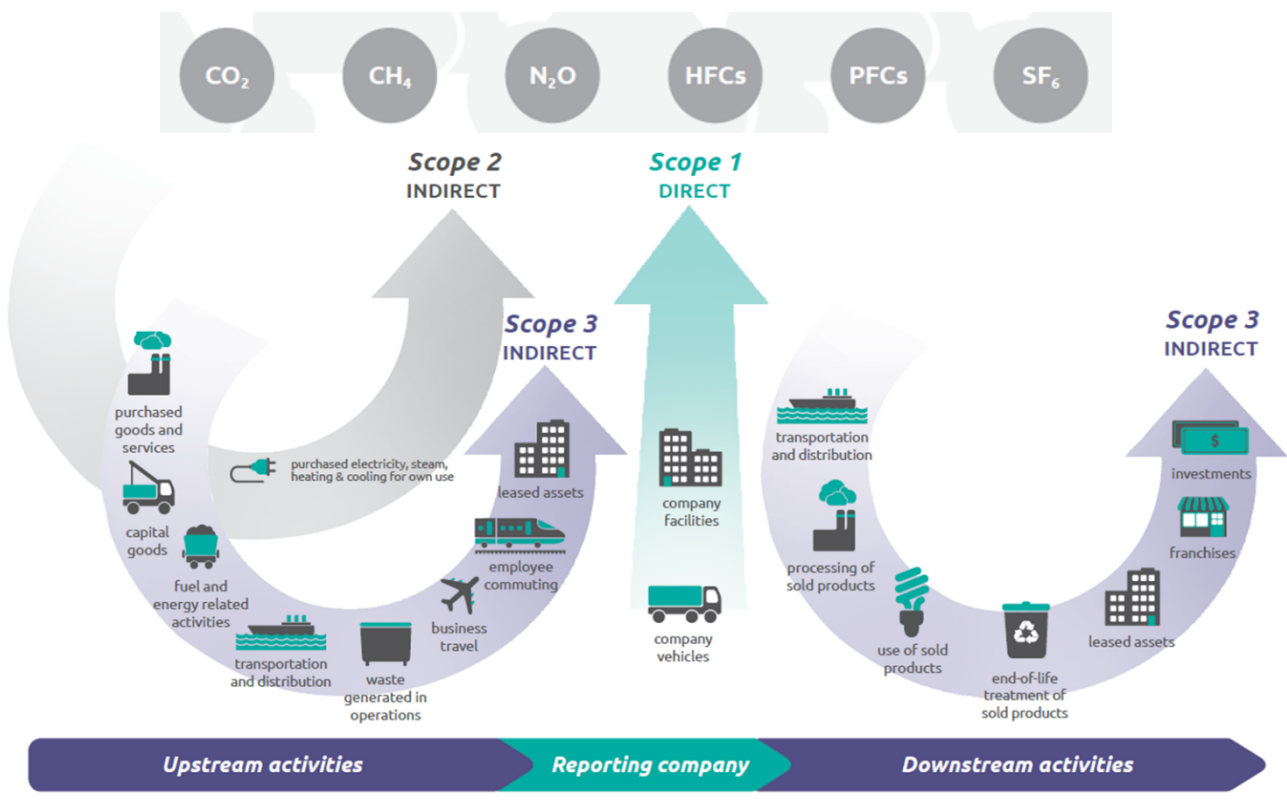 CO₂
CH₄
N₂O
HFCs
PFCs
SF₆
Scope 2
INDIRECT
Scope 1
DIRECT
Scope 3
INDIRECT
Scope 3
INDIRECT
purchased
goods and
services
capital
goods
fuel and
energy related
activities
transportation
and distribution
waste
generated in
operations
business
travel
employee
commuting
leased assets
purchased electricity, steam,
heating & cooling for own use
company
facilities
company
vehicles
transportation
and distribution
processing of
sold products
use of sold
products
end-of-life
treatment of
sold products
leased assets
franchises
$
investments
Upstream activities
Reporting company
Downstream activities